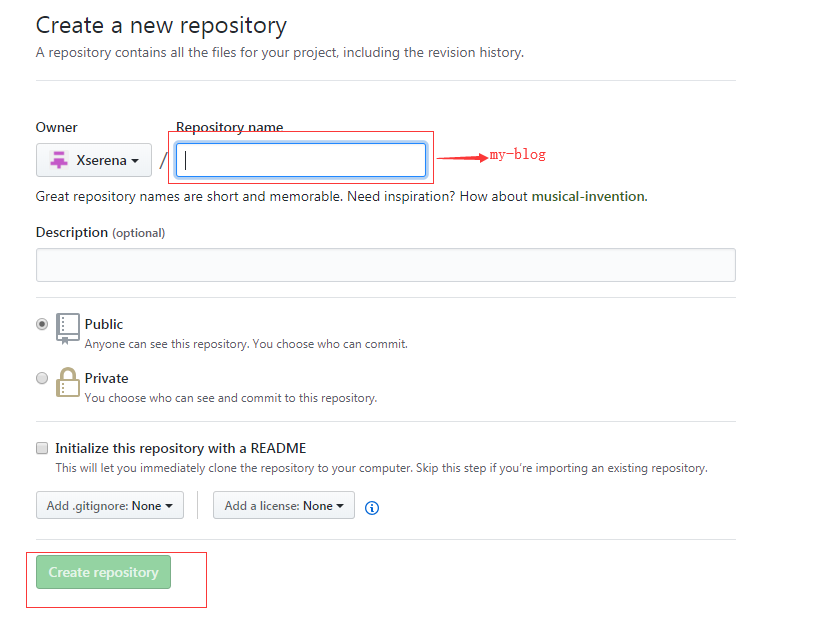 Create a new repository
A repository contains all the files for your project, including the revision history.
Owner
Repository name
Xserena
/
my-blog
Great repository names are short and memorable. Need inspiration? How about musical-invention.
Description (optional)
Public
Anyone can see this repository. You choose who can commit.
Private
You choose who can see and commit to this repository.
Initialize this repository with a README
This will let you immediately clone the repository to your computer. Skip this step if you're importing an existing repository.
Add .gitignore: None
Add a license: None
Create repository